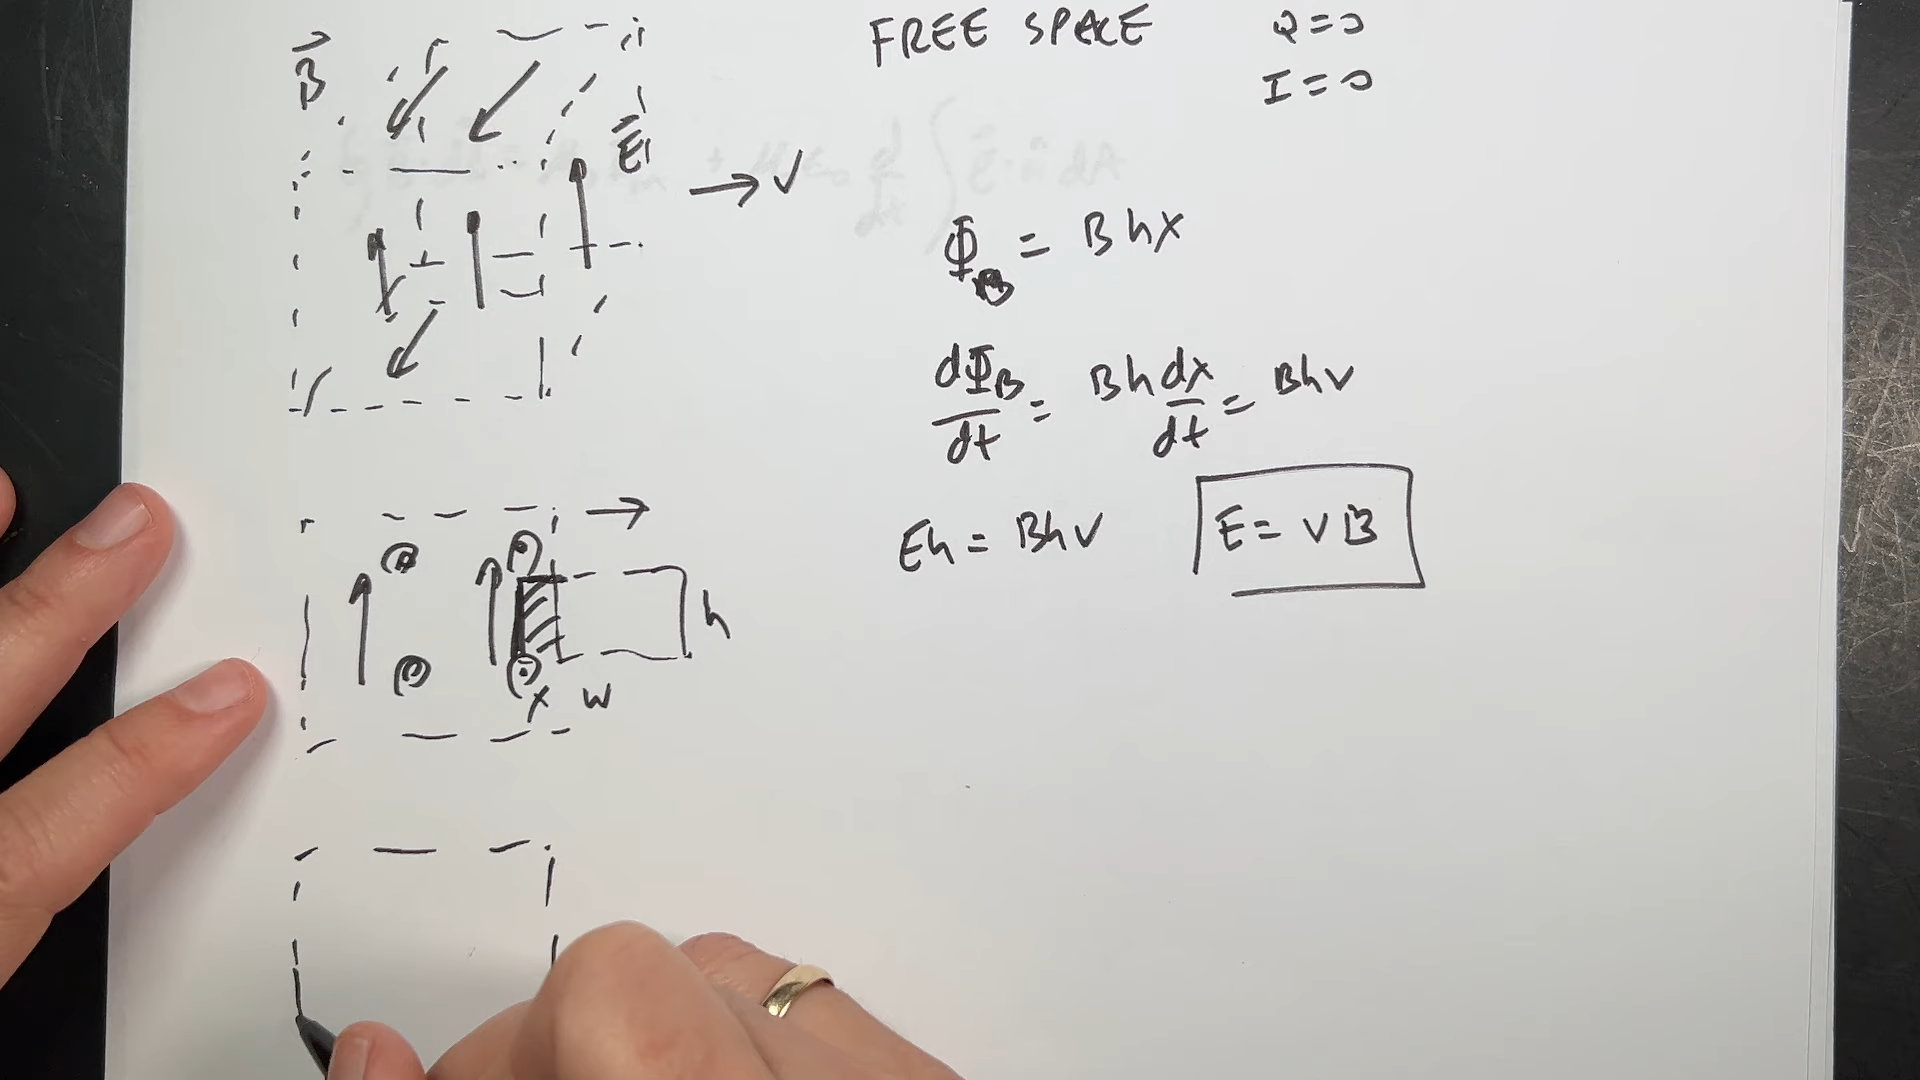 FREE SPACE Q=0
I=0
B⃗
E⃗
→ V
Φ_B = BhX
dΦ_B/dt = Bh dx/dt = Bhv
Eh = BhV E = VB
h
x w